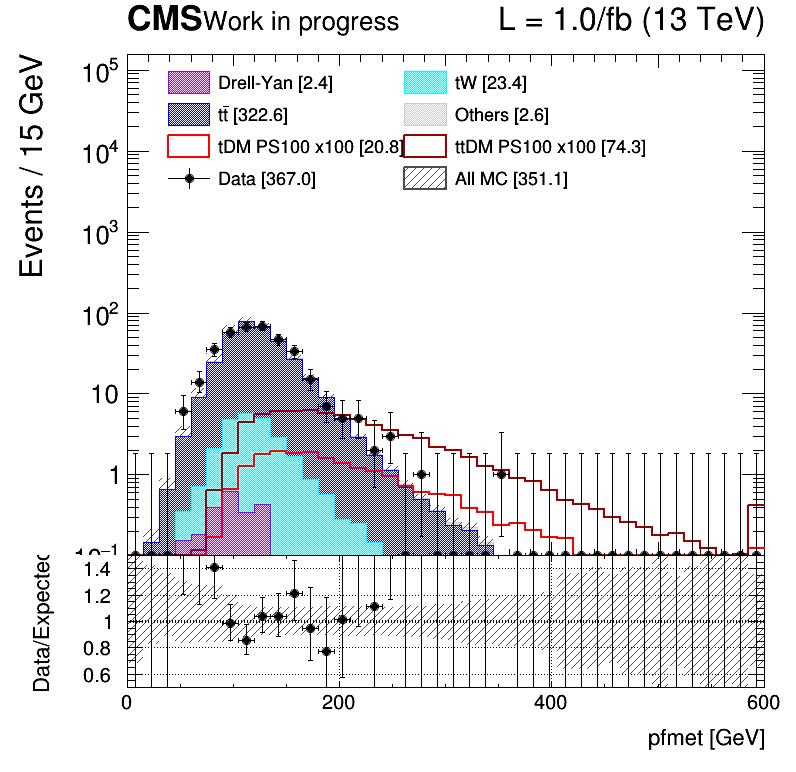 CMS Work in progress L = 1.0/fb (13 TeV)
Events / 15 GeV
Drell-Yan [2.4] tW [23.4]
tt̄ [322.6] Others [2.6]
tDM PS100 x100 [20.8] ttDM PS100 x100 [74.3]
Data [367.0] All MC [351.1]
10⁵
10⁴
10³
10²
10
1
10⁻¹
Data/Expected
1.4
1.2
1
0.8
0.6
0 200 400 600
pfmet [GeV]